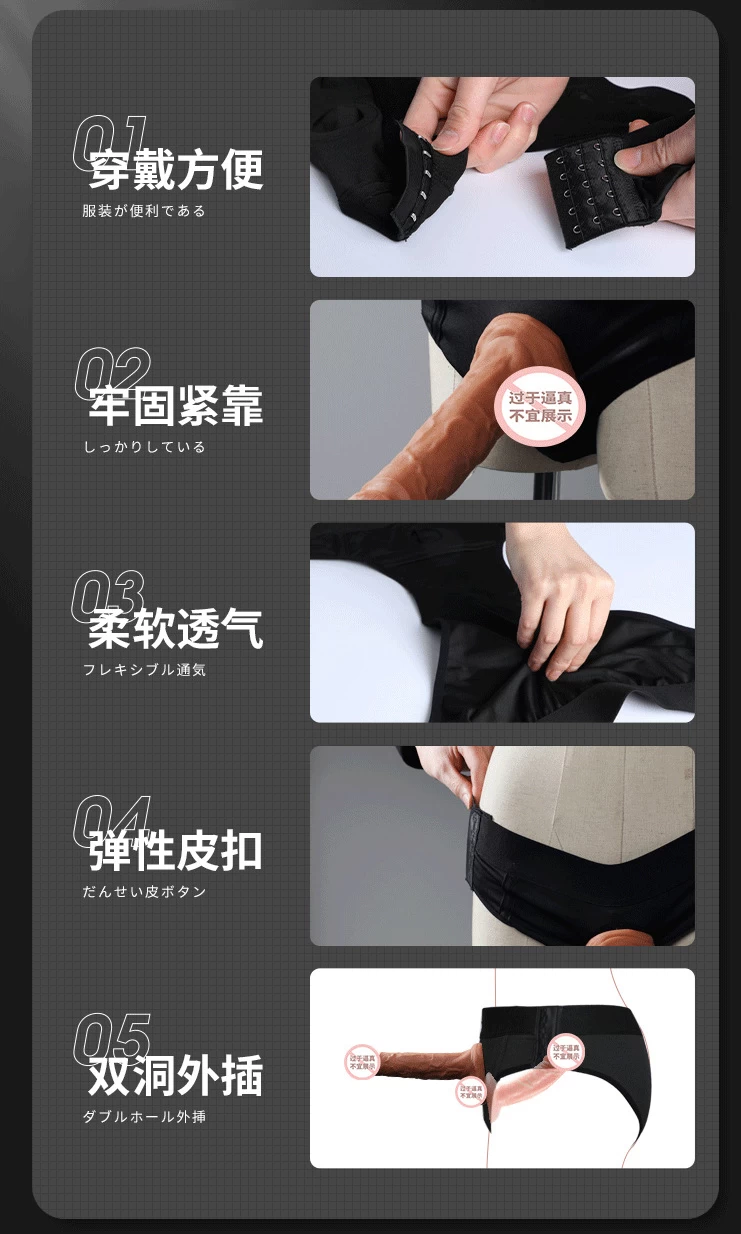 01
穿戴方便
服装が便利である
02
牢固紧靠
しっかりしている
过于逼真
不宜展示
03
柔软透气
フレキシブル通気
04
弹性皮扣
だんせい皮ボタン
05
双洞外插
ダブルホール外挿
过于逼真
不宜展示
过于逼真
不宜展示
过于逼真
不宜展示